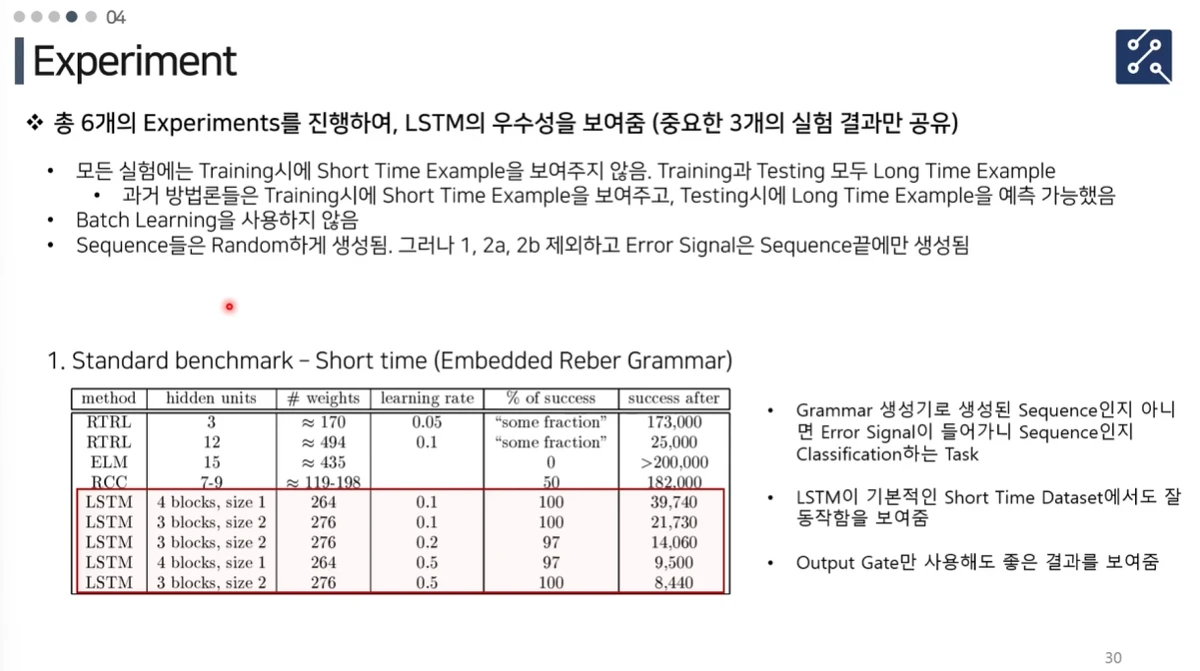 04
Experiment
❖ 총 6개의 Experiments를 진행하여, LSTM의 우수성을 보여줌 (중요한 3개의 실험 결과만 공유)
• 모든 실험에는 Training시에 Short Time Example을 보여주지 않음. Training과 Testing 모두 Long Time Example
• 과거 방법론들은 Training시에 Short Time Example을 보여주고, Testing시에 Long Time Example을 예측 가능했음
• Batch Learning을 사용하지 않음
• Sequence들은 Random하게 생성됨. 그러나 1, 2a, 2b 제외하고 Error Signal은 Sequence끝에만 생성됨
1. Standard benchmark – Short time (Embedded Reber Grammar)
method hidden units # weights learning rate % of success success after
RTRL 3 ≈ 170 0.05 "some fraction" 173,000
RTRL 12 ≈ 494 0.1 "some fraction" 25,000
ELM 15 ≈ 435 0 >200,000
RCC 7-9 ≈ 119-198 50 182,000
LSTM 4 blocks, size 1 264 0.1 100 39,740
LSTM 3 blocks, size 2 276 0.1 100 21,730
LSTM 3 blocks, size 2 276 0.2 97 14,060
LSTM 4 blocks, size 1 264 0.5 97 9,500
LSTM 3 blocks, size 2 276 0.5 100 8,440
• Grammar 생성기로 생성된 Sequence인지 아니
면 Error Signal이 들어가니 Sequence인지
Classification하는 Task
• LSTM이 기본적인 Short Time Dataset에서도 잘
동작함을 보여줌
• Output Gate만 사용해도 좋은 결과를 보여줌
30